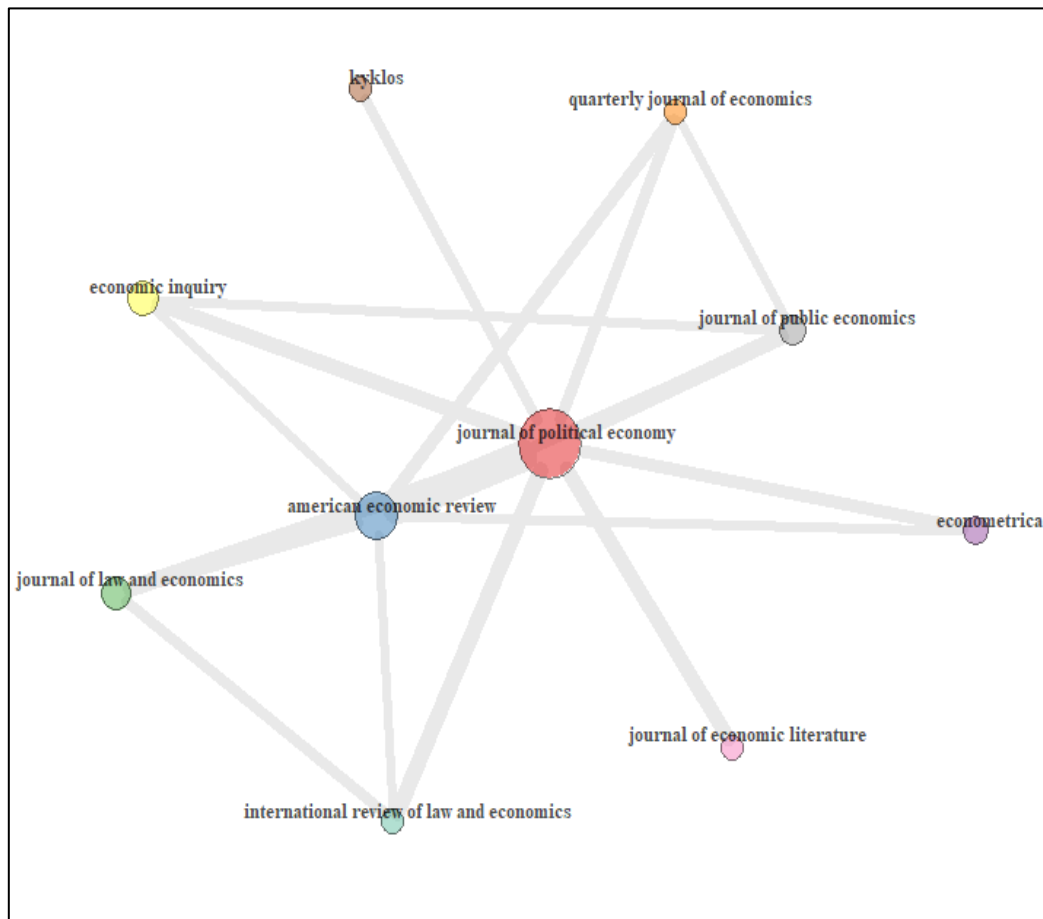 kyklos
quarterly journal of economics
economic inquiry
journal of public economics
journal of political economy
american economic review
econometrica
journal of law and economics
journal of economic literature
international review of law and economics